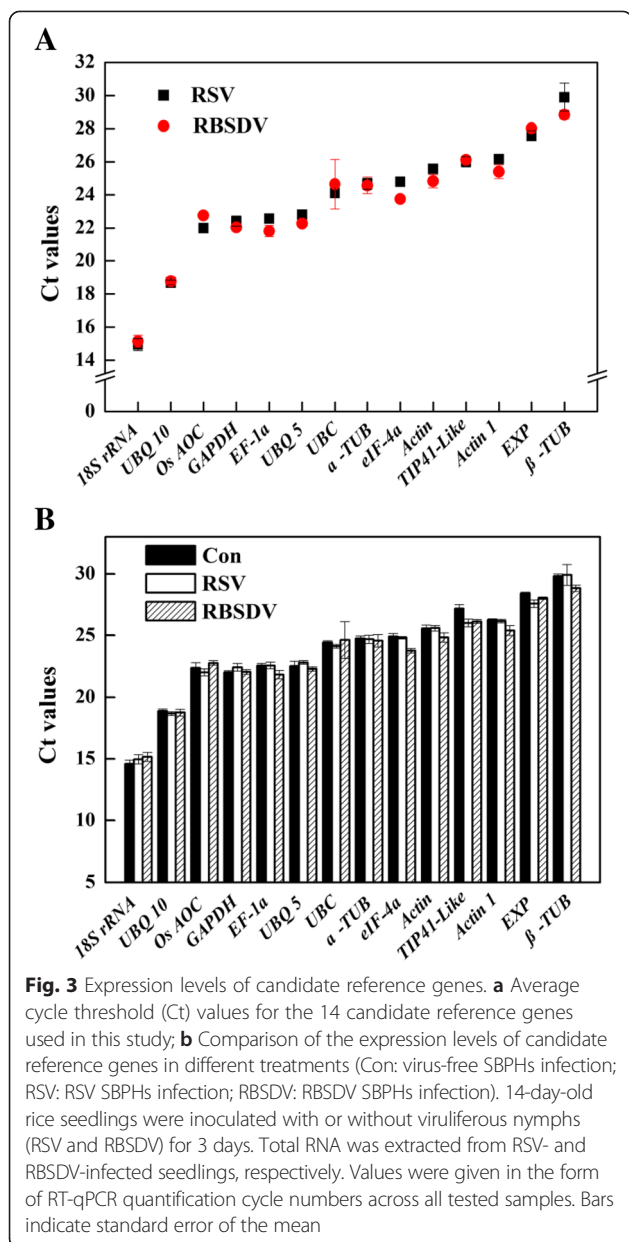 A
32
30
28
26
24
22
20
18
16
14
0
Ct values
RSV
RBSDV
18S rRNA
UBQ 10
Os AOC
GAPDH
EF-1a
UBQ 5
UBC
a -TUB
eIF-4a
Actin
TIP41-Like
Actin 1
EXP
β -TUB
B
30
25
20
15
10
5
Ct values
Con
RSV
RBSDV
18S rRNA
UBQ 10
Os AOC
GAPDH
EF-1a
UBQ 5
UBC
a -TUB
eIF-4a
Actin
TIP41-Like
Actin 1
EXP
β -TUB
Fig. 3 Expression levels of candidate reference genes. a Average
cycle threshold (Ct) values for the 14 candidate reference genes
used in this study; b Comparison of the expression levels of candidate
reference genes in different treatments (Con: virus-free SBPHs infection;
RSV: RSV SBPHs infection; RBSDV: RBSDV SBPHs infection). 14-day-old
rice seedlings were inoculated with or without viruliferous nymphs
(RSV and RBSDV) for 3 days. Total RNA was extracted from RSV- and
RBSDV-infected seedlings, respectively. Values were given in the form
of RT-qPCR quantification cycle numbers across all tested samples. Bars
indicate standard error of the mean